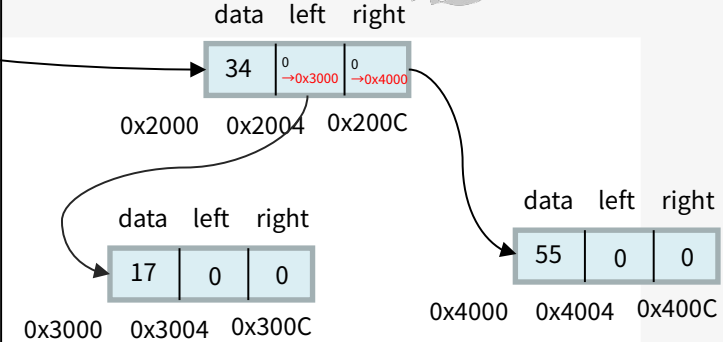 data left right
34
0
→0x3000
0
→0x4000
0x2000 0x2004 0x200C
data left right
17 0 0
0x3000 0x3004 0x300C
data left right
55 0 0
0x4000 0x4004 0x400C